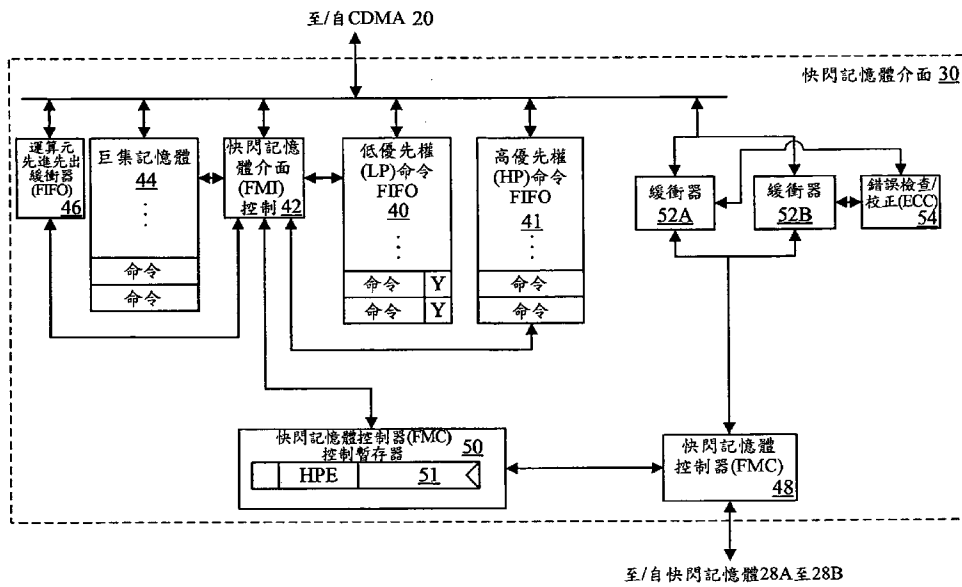 至/自CDMA 20
快閃記憶體介面 30
運算元
先進先出
緩衝器
(FIFO)
46
巨集記憶體
44
命令
命令
快閃記憶
體介面
(FMI)
控制 42
低優先權
(LP)命令
FIFO
40
命令 Y
命令 Y
高優先權
(HP)命令
FIFO
41
命令
命令
緩衝器
52A
緩衝器
52B
錯誤檢查/
校正(ECC)
54
快閃記憶體控制器(FMC)
控制暫存器
50
HPE 51
快閃記憶體
控制器(FMC)
48
至/自快閃記憶體28A至28B